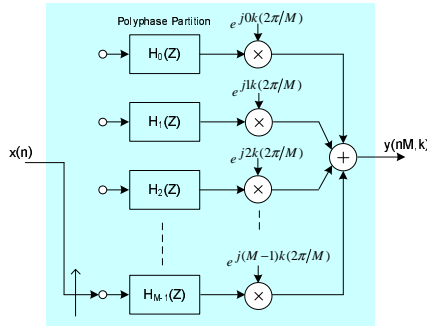 Polyphase Partition
e^{j0k(2π/M)}
H₀(Z)
×
e^{j1k(2π/M)}
H₁(Z)
×
x(n)
+
y(nM,k)
e^{j2k(2π/M)}
H₂(Z)
×
e^{j(M−1)k(2π/M)}
H_{M-1}(Z)
×